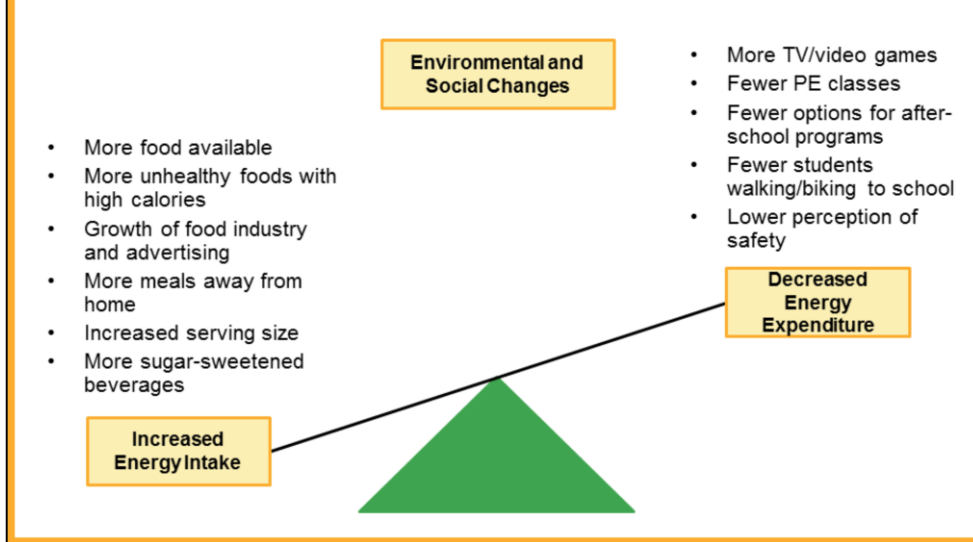 Environmental and
Social Changes
• More food available
• More unhealthy foods with
high calories
• Growth of food industry
and advertising
• More meals away from
home
• Increased serving size
• More sugar-sweetened
beverages
Increased
Energy Intake
• More TV/video games
• Fewer PE classes
• Fewer options for after-
school programs
• Fewer students
walking/biking to school
• Lower perception of
safety
Decreased
Energy
Expenditure